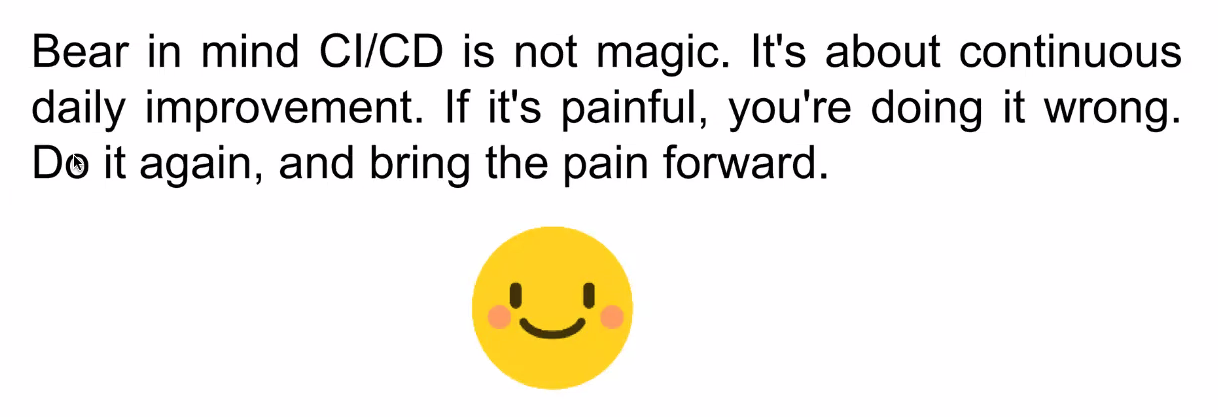 Bear in mind CI/CD is not magic. It's about continuous
daily improvement. If it's painful, you're doing it wrong.
Do it again, and bring the pain forward.